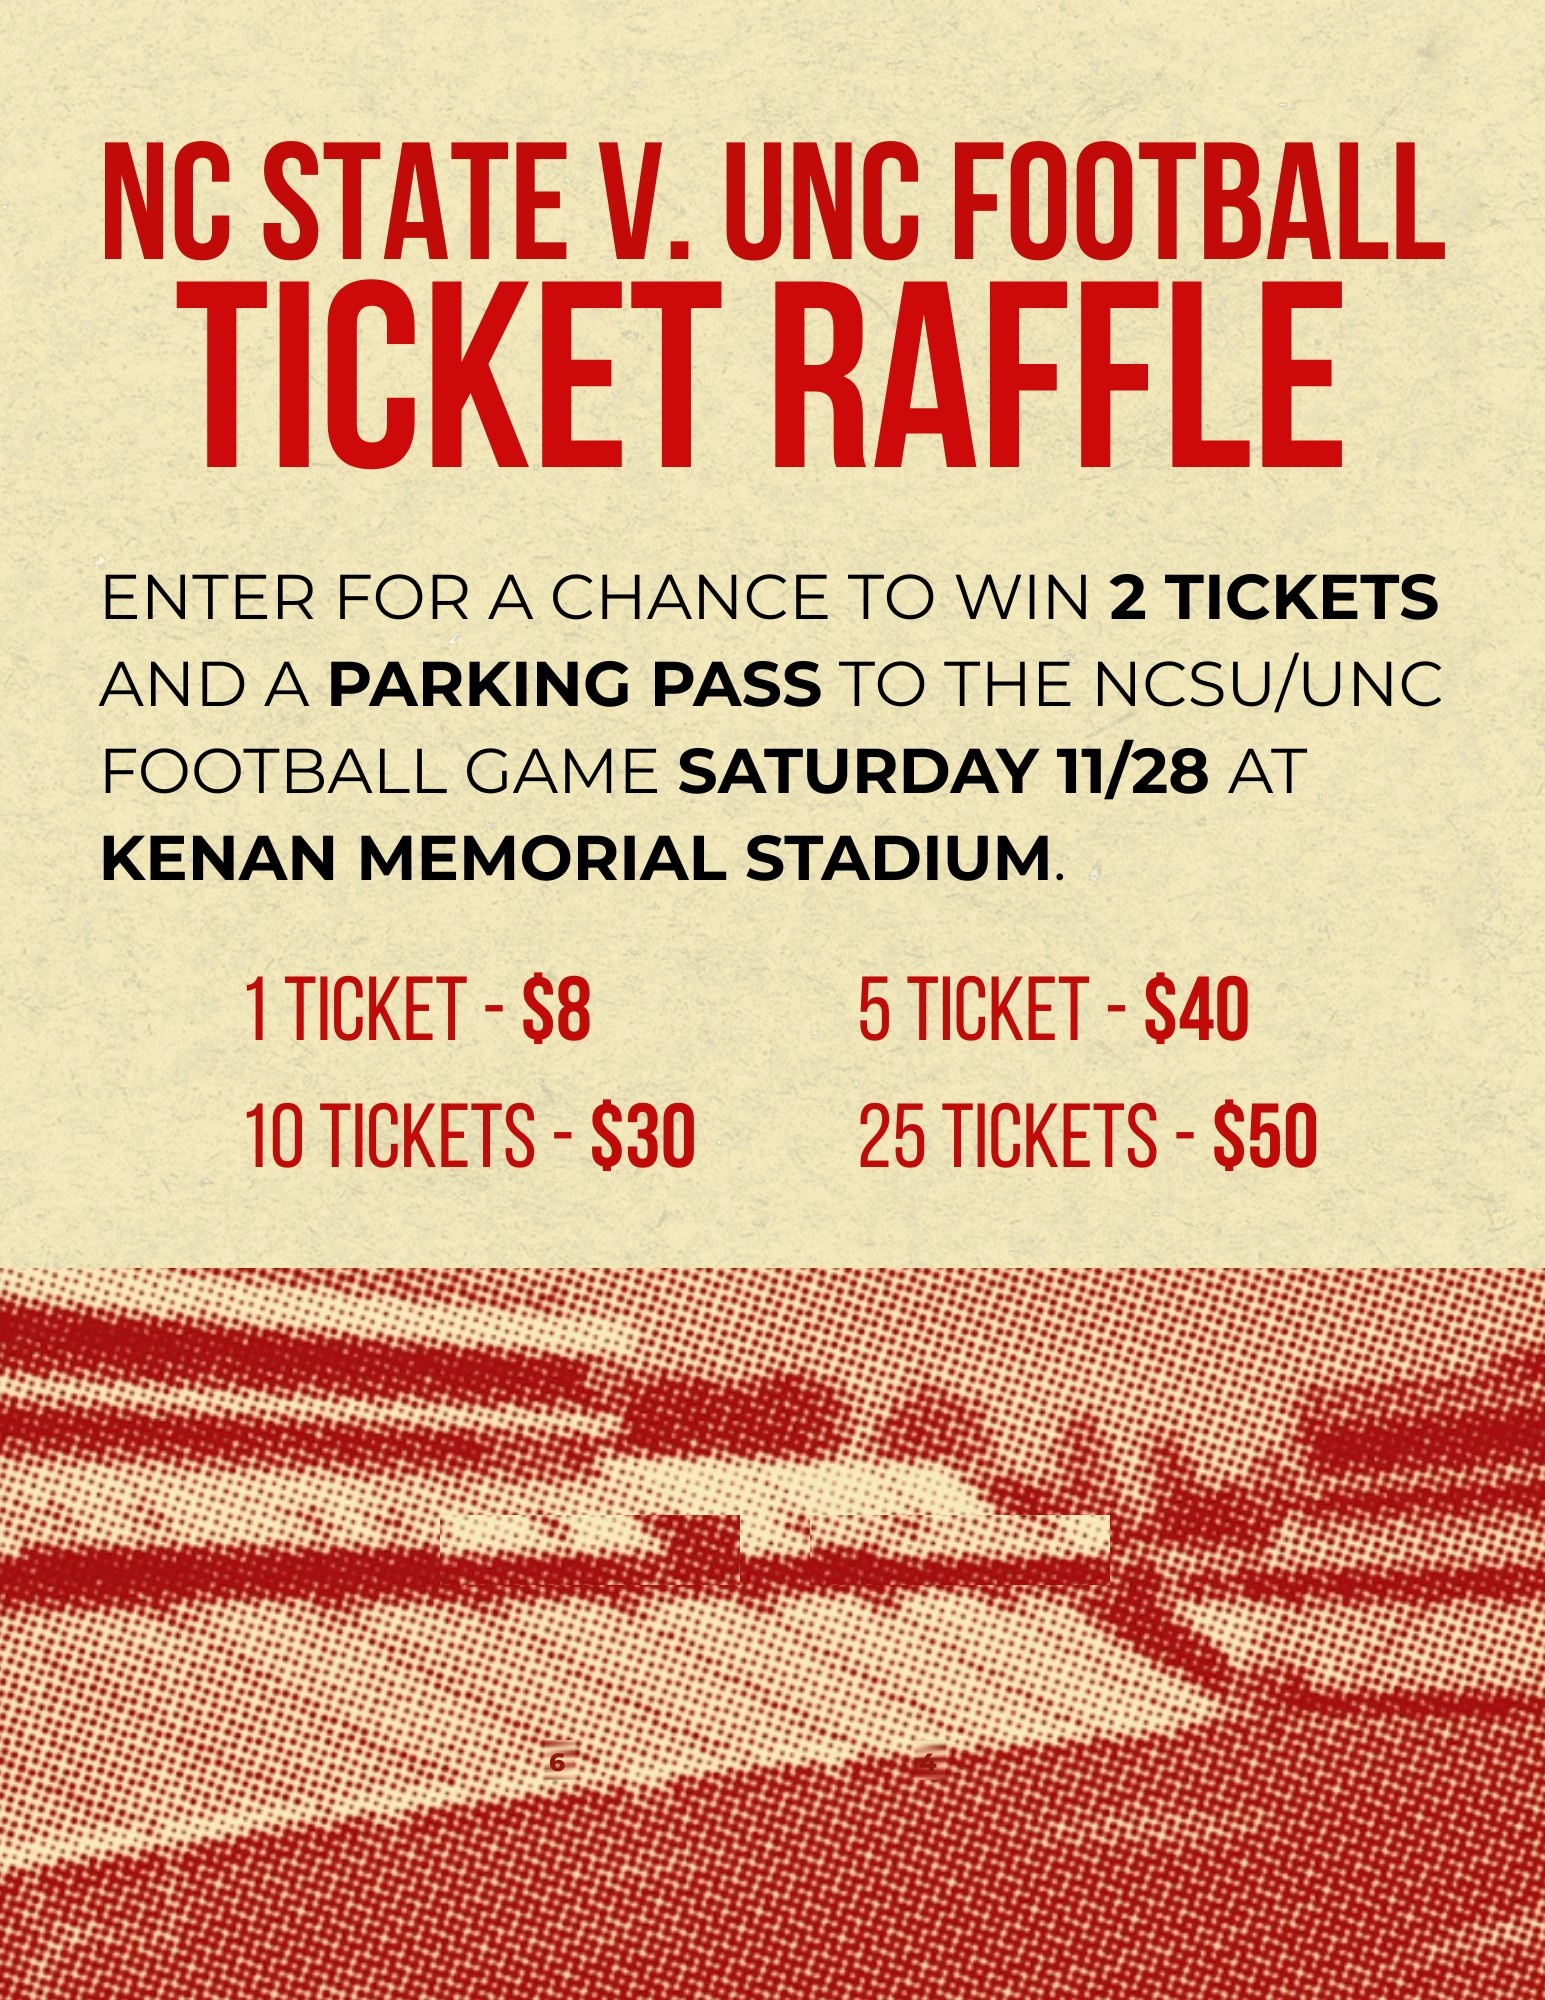 NC STATE V. UNC FOOTBALL
TICKET RAFFLE
ENTER FOR A CHANCE TO WIN 2 TICKETS
AND A PARKING PASS TO THE NCSU/UNC
FOOTBALL GAME SATURDAY 11/28 AT
KENAN MEMORIAL STADIUM.
1 TICKET - $8 5 TICKET - $40
10 TICKETS - $30 25 TICKETS - $50
6 4